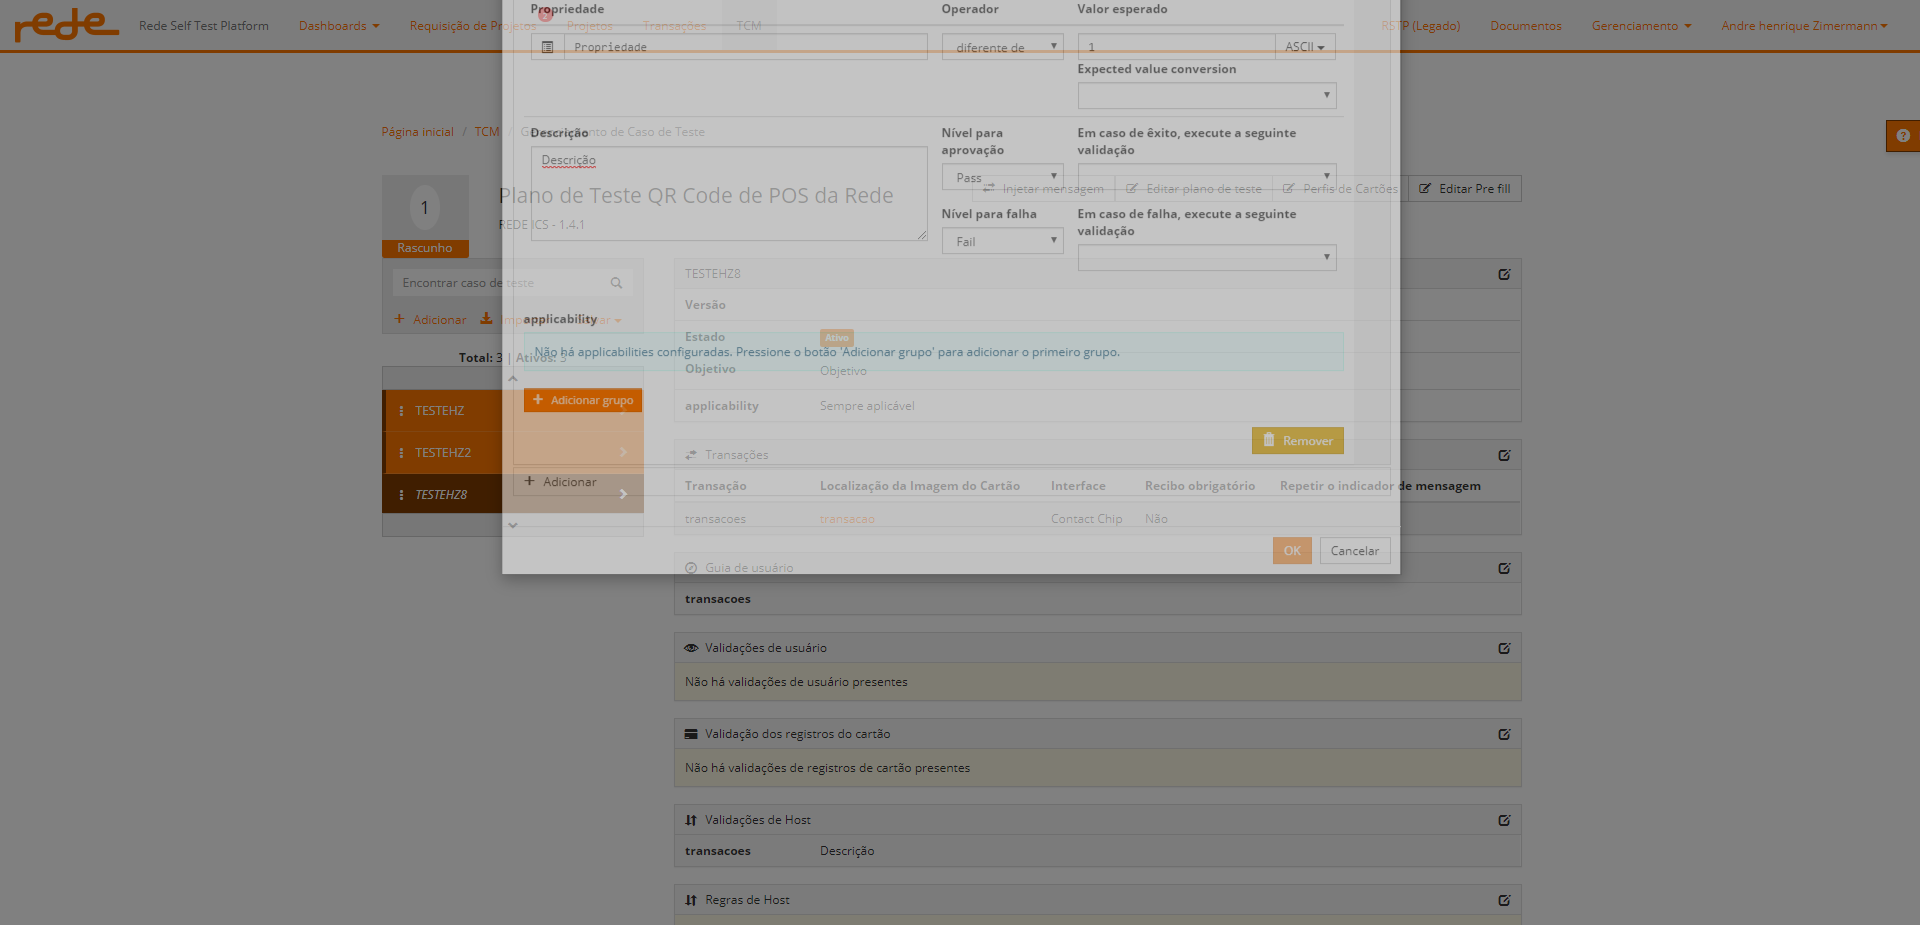 Propriedade Operador Valor esperado
rede Rede Self Test Platform Dashboards Requisição de Projetos 2 Projetos Transações TCM RSTP (Legado) Documentos Gerenciamento Andre henrique Zimermann
Propriedade diferente de 1 ASCII
Expected value conversion
Página inicial / TCM / Gerenciamento de Caso de Teste
Descrição Nível para aprovação Em caso de êxito, execute a seguinte validação
Descrição
Pass
Injetar mensagem Editar plano de teste Perfis de Cartões Editar Pre fill
1
Plano de Teste QR Code de POS da Rede
REDE ICS - 1.4.1
Rascunho
Nível para falha Em caso de falha, execute a seguinte validação
Fail
Encontrar caso de teste
Adicionar
Total: 3 | Ativos: 3
TESTEHZ
TESTEHZ2
TESTEHZ8
TESTEHZ8
Versão
applicability
Estado Ativo
Não há applicabilities configuradas. Pressione o botão 'Adicionar grupo' para adicionar o primeiro grupo.
Objetivo Objetivo
Adicionar grupo
applicability Sempre aplicável
Remover
Transações
Adicionar
Transação Localização da Imagem do Cartão Interface Recibo obrigatório Repetir o indicador de mensagem
transacoes transacao Contact Chip Não
OK Cancelar
Guia de usuário
transacoes
Validações de usuário
Não há validações de usuário presentes
Validação dos registros do cartão
Não há validações de registros de cartão presentes
Validações de Host
transacoes Descrição
Regras de Host